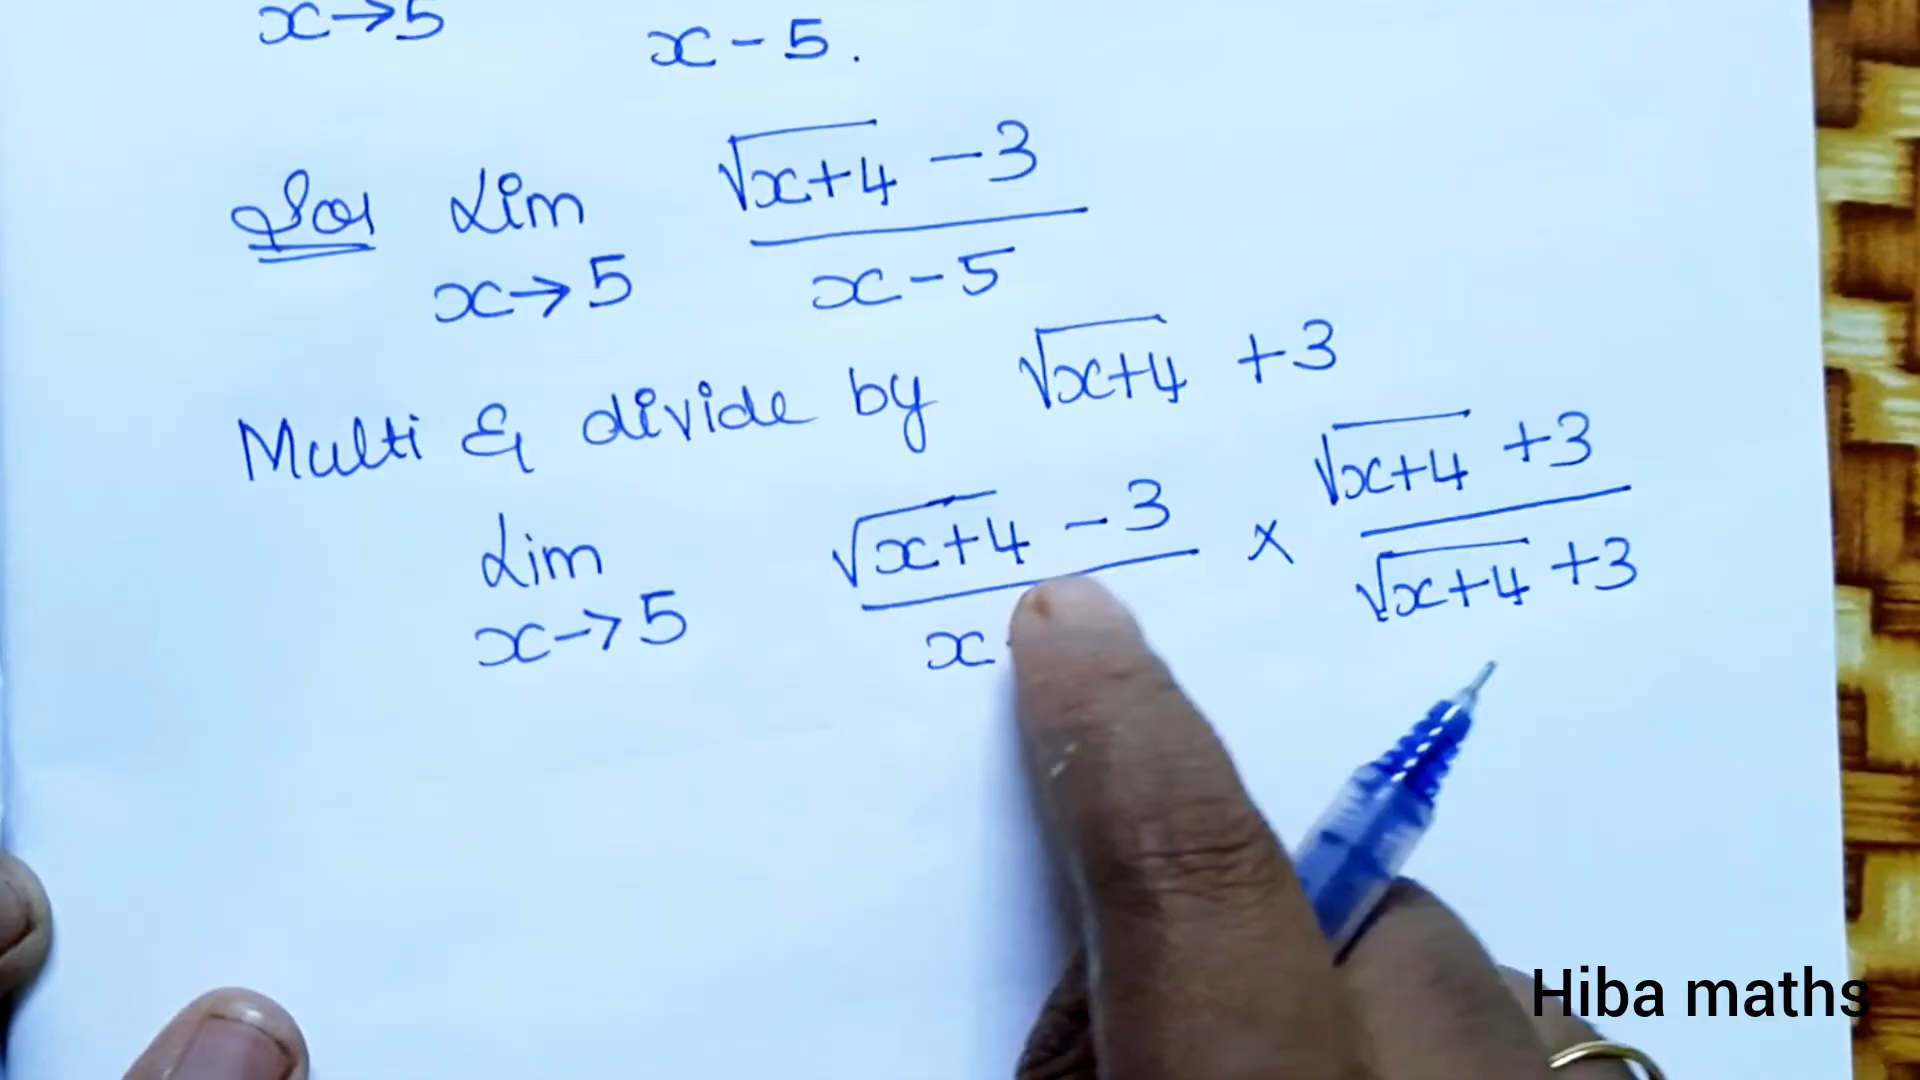 x→5 x-5.
Sol Lim √x+4 -3
x→5 x-5
Multi & divide by √x+4 +3
Lim √x+4 -3 × √x+4 +3
x→5 x √x+4 +3
Hiba maths